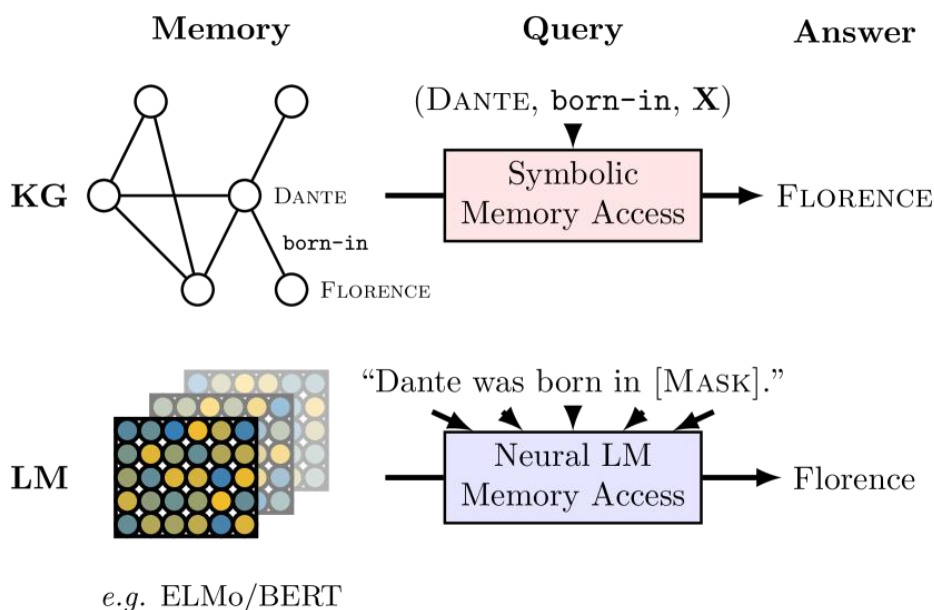 Memory Query Answer
(DANTE, born-in, X)
KG
DANTE
born-in
FLORENCE
Symbolic
Memory Access
FLORENCE
“Dante was born in [MASK].”
LM
Neural LM
Memory Access
Florence
e.g. ELMo/BERT